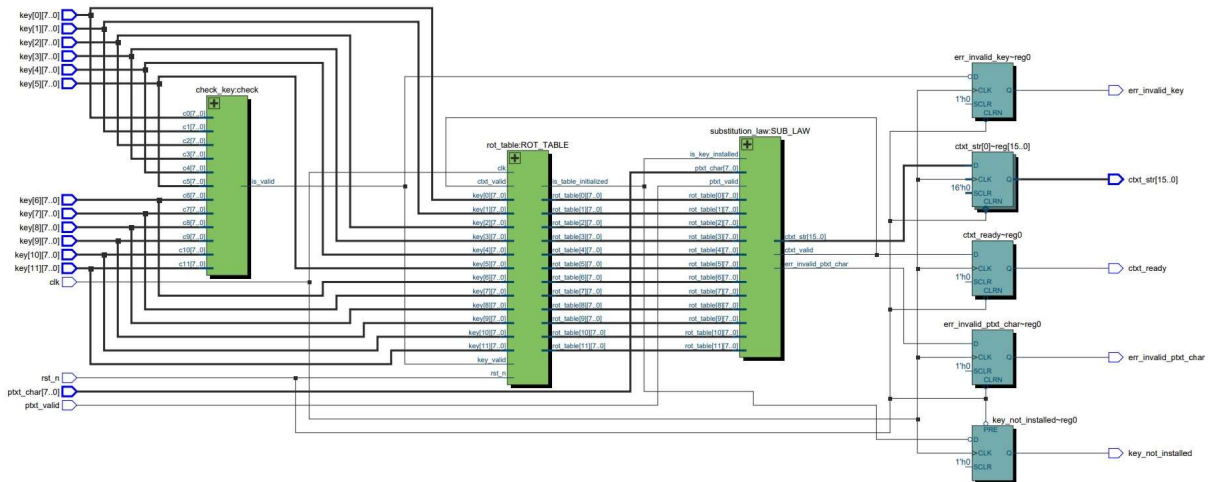 key[0][7..0]
key[1][7..0]
key[2][7..0]
key[3][7..0]
key[4][7..0]
key[5][7..0]
key[6][7..0]
key[7][7..0]
key[8][7..0]
key[9][7..0]
key[10][7..0]
key[11][7..0]
clk
rst_n
ptxt_char[7..0]
ptxt_valid
check_key:check
c0[7..0]
c1[7..0]
c2[7..0]
c3[7..0]
c4[7..0]
c5[7..0]
c6[7..0]
c7[7..0]
c8[7..0]
c9[7..0]
c10[7..0]
c11[7..0]
is_valid
rot_table:ROT_TABLE
clk
ctxt_valid
key[0][7..0]
key[1][7..0]
key[2][7..0]
key[3][7..0]
key[4][7..0]
key[5][7..0]
key[6][7..0]
key[7][7..0]
key[8][7..0]
key[9][7..0]
key[10][7..0]
key[11][7..0]
key_valid
rst_n
is_table_initialized
rot_table[0][7..0]
rot_table[1][7..0]
rot_table[2][7..0]
rot_table[3][7..0]
rot_table[4][7..0]
rot_table[5][7..0]
rot_table[6][7..0]
rot_table[7][7..0]
rot_table[8][7..0]
rot_table[9][7..0]
rot_table[10][7..0]
rot_table[11][7..0]
substitution_law:SUB_LAW
is_key_installed
ptxt_char[7..0]
ptxt_valid
rot_table[0][7..0]
rot_table[1][7..0]
rot_table[2][7..0]
rot_table[3][7..0]
rot_table[4][7..0]
rot_table[5][7..0]
rot_table[6][7..0]
rot_table[7][7..0]
rot_table[8][7..0]
rot_table[9][7..0]
rot_table[10][7..0]
rot_table[11][7..0]
ctxt_str[15..0]
ctxt_valid
err_invalid_ptxt_char
err_invalid_key~reg0
D
CLK
1'h0
SCLR
CLRN
Q
err_invalid_key
ctxt_str[0]~reg[15..0]
D
CLK
16'h0
SCLR
Q
ctxt_str[15..0]
ctxt_ready~reg0
D
CLK
1'h0
SCLR
CLRN
Q
ctxt_ready
err_invalid_ptxt_char~reg0
D
CLK
1'h0
SCLR
CLRN
Q
err_invalid_ptxt_char
key_not_installed~reg0
PRE
D
CLK
1'h0
SCLR
Q
key_not_installed